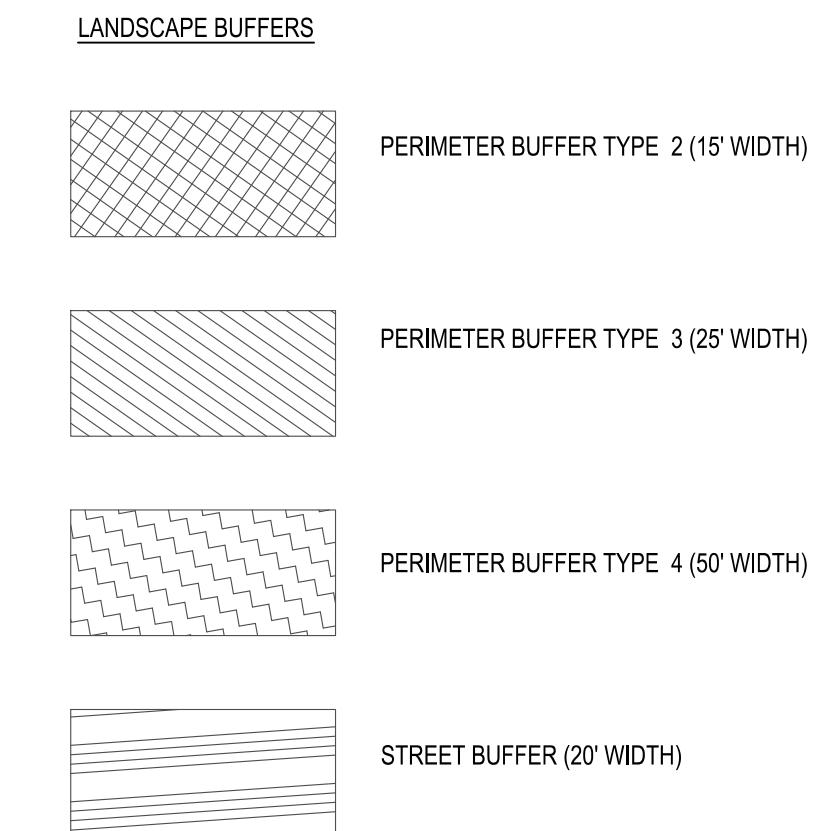 LANDSCAPE BUFFERS
PERIMETER BUFFER TYPE 2 (15' WIDTH)
PERIMETER BUFFER TYPE 3 (25' WIDTH)
PERIMETER BUFFER TYPE 4 (50' WIDTH)
STREET BUFFER (20' WIDTH)